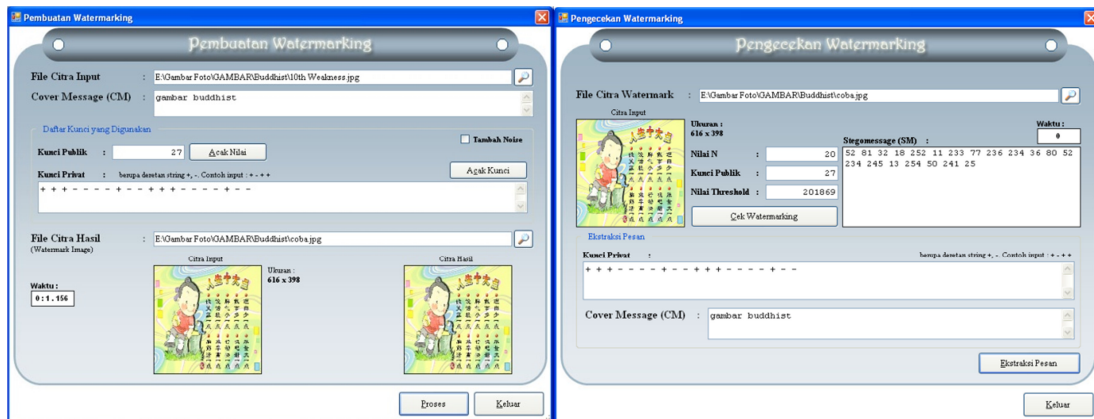 Pembuatan Watermarking
Pembuatan Watermarking
File Citra Input : E:\Gambar Foto\GAMBAR\Buddhist\10th Weakness.jpg
Cover Message (CM) : gambar buddhist
Daftar Kunci yang Digunakan
Tambah Noise
Kunci Publik : 27 Acak Nilai
Acak Kunci
Kunci Privat : berupa deretan string +, -. Contoh input : + - + +
+ + + - - - - + - - + + + - - - - + - -
File Citra Hasil : E:\Gambar Foto\GAMBAR\Buddhist\coba.jpg
(Watermark Image)
Citra Input
Ukuran :
616 x 398
Citra Hasil
Waktu :
0:1.156
人生十大弱
Proses Keluar
Pengecekan Watermarking
Pengecekan Watermarking
File Citra Watermark : E:\Gambar Foto\GAMBAR\Buddhist\coba.jpg
Citra Input
Ukuran :
616 x 398
Waktu :
0
Stegomessage (SM) :
Nilai N : 20
Kunci Publik : 27
Nilai Threshold : 201869
Cek Watermarking
52 81 32 18 252 11 233 77 236 234 36 80 52
234 245 13 254 50 241 25
Ekstraksi Pesan
Kunci Privat : berupa deretan string +, -. Contoh input : + - + +
+ + + - - - - + - - + + + - - - - + - -
Cover Message (CM) : gambar buddhist
Ekstraksi Pesan
Keluar